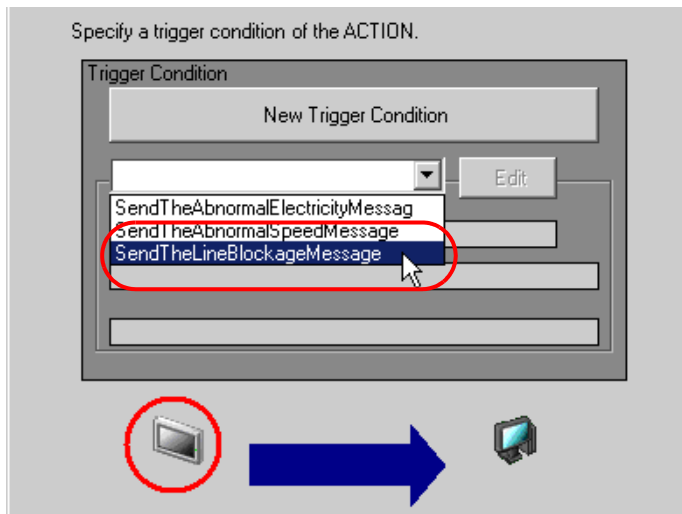 Specify a trigger condition of the ACTION.
Trigger Condition
New Trigger Condition
Edit
SendTheAbnormalElectricityMessag
SendTheAbnormalSpeedMessage
SendTheLineBlockageMessage